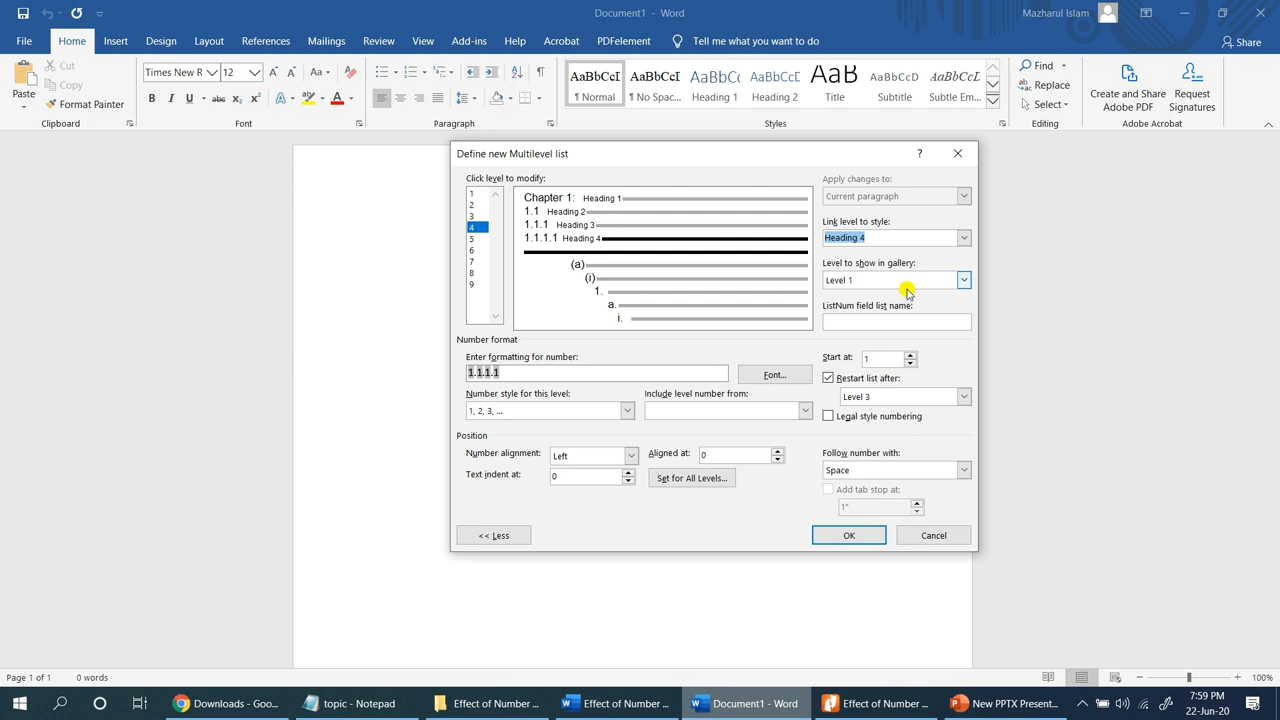 Document1 - Word
Mazharul Islam
File Home Insert Design Layout References Mailings Review View Add-ins Help Acrobat PDFelement Tell me what you want to do Share
Paste
Cut
Copy
Format Painter
Clipboard
Times New R 12
Aa
B I U abc x₂ x² A A
Font
Paragraph
AaBbCcI AaBbCcI AaBbCc AaBbCcI AaB AaBbCcD AaBbCcD
¶ Normal ¶ No Spac... Heading 1 Heading 2 Title Subtitle Subtle Em...
Styles
Find
Replace
Select
Editing
Create and Share Adobe PDF
Request Signatures
Adobe Acrobat
Define new Multilevel list ?
Click level to modify:
1
2
3
4
5
6
7
8
9
Chapter 1: Heading 1
1.1 Heading 2
1.1.1 Heading 3
1.1.1.1 Heading 4
(a)
(i)
1.
a.
i.
Apply changes to:
Current paragraph
Link level to style:
Heading 4
Level to show in gallery:
Level 1
ListNum field list name:
Number format
Enter formatting for number:
1.1.1.1
Font...
Number style for this level:
1, 2, 3, ...
Include level number from:
Start at: 1
Restart list after:
Level 3
Legal style numbering
Position
Number alignment: Left
Aligned at: 0
Text indent at: 0
Set for All Levels...
Follow number with:
Space
Add tab stop at:
1"
<< Less
OK
Cancel
Page 1 of 1 0 words
100%
Downloads - Goo...
topic - Notepad
Effect of Number ...
Effect of Number ...
Document1 - Word
Effect of Number ...
New PPTX Present...
7:59 PM
22-Jun-20